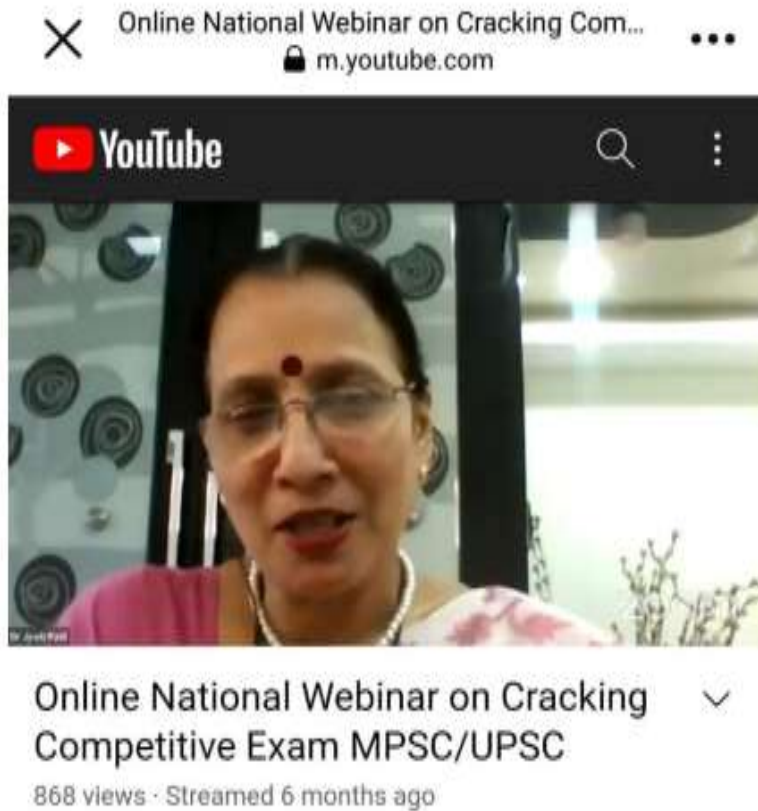 Online National Webinar on Cracking Com...
m.youtube.com
YouTube
Online National Webinar on Cracking
Competitive Exam MPSC/UPSC
868 views · Streamed 6 months ago